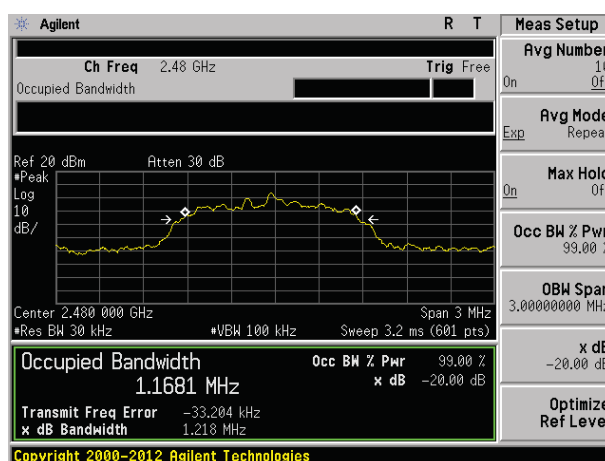 Agilent R T Meas Setup
Avg Number
10
On Of
Ch Freq 2.48 GHz Trig Free
Occupied Bandwidth
Avg Mode
Exp Repea
Ref 20 dBm Atten 30 dB
#Peak
Log
10
dB/
Max Hold
On Of
Occ BW % Pwr
99.00 %
OBW Span
3.00000000 MHz
Center 2.480 000 GHz Span 3 MHz
#Res BW 30 kHz #VBW 100 kHz Sweep 3.2 ms (601 pts)
Occupied Bandwidth Occ BW % Pwr 99.00 %
1.1681 MHz x dB -20.00 dB
Transmit Freq Error -33.204 kHz
x dB Bandwidth 1.218 MHz
x dB
-20.00 dB
Optimize
Ref Level
Copyright 2000-2012 Agilent Technologies